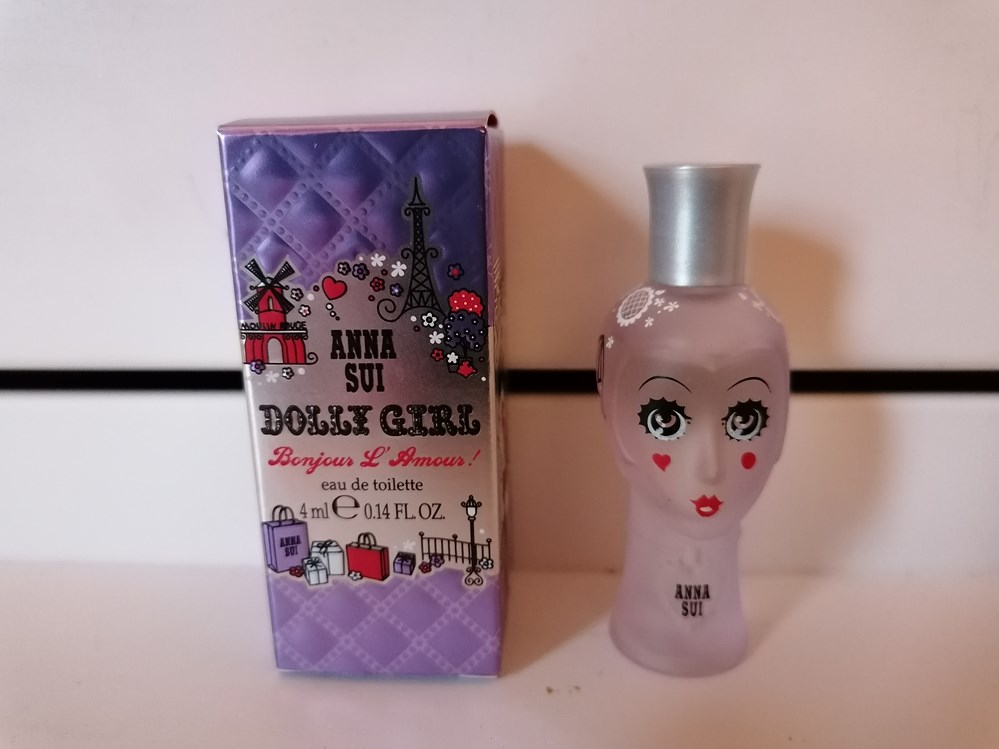 MOULIN ROUGE
ANNA
SUI
DOLLY GIRL
Bonjour L'Amour!
eau de toilette
4 ml e 0.14 FL. OZ.
ANNA
SUI
ANNA
SUI